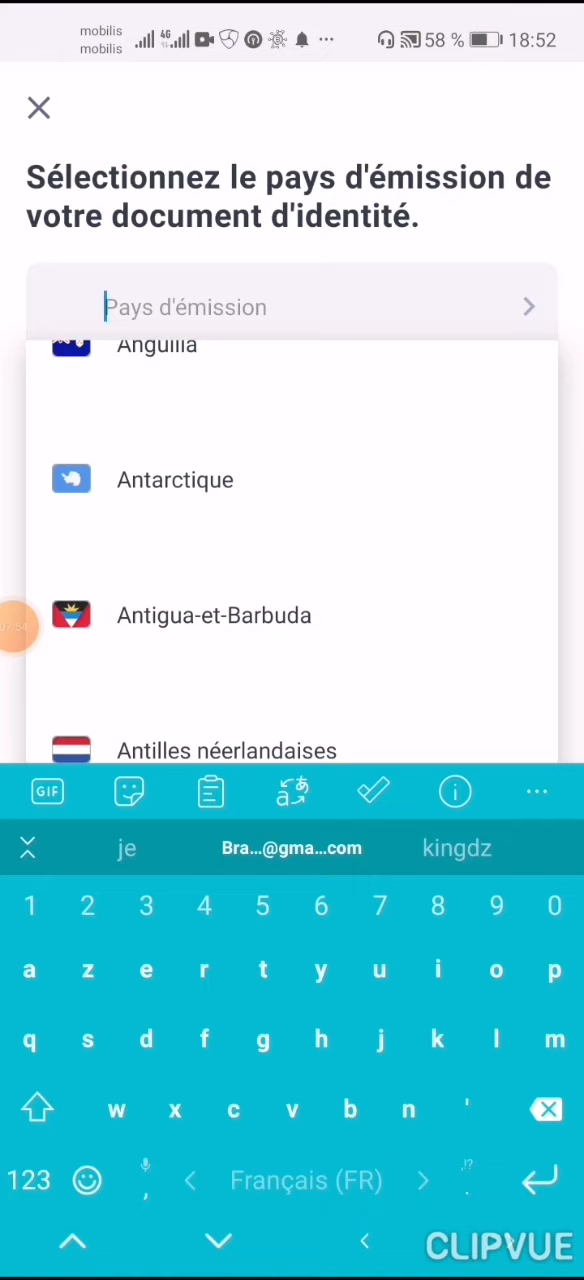 mobilis
mobilis
4G
58 %
18:52
Sélectionnez le pays d'émission de
votre document d'identité.
Pays d'émission
Anguilla
Antarctique
Antigua-et-Barbuda
Antilles néerlandaises
GIF
je
Bra...@gma...com
kingdz
1 2 3 4 5 6 7 8 9 0
a z e r t y u i o p
q s d f g h j k l m
w x c v b n '
123 , Français (FR) ,!? .
CLIPVUE